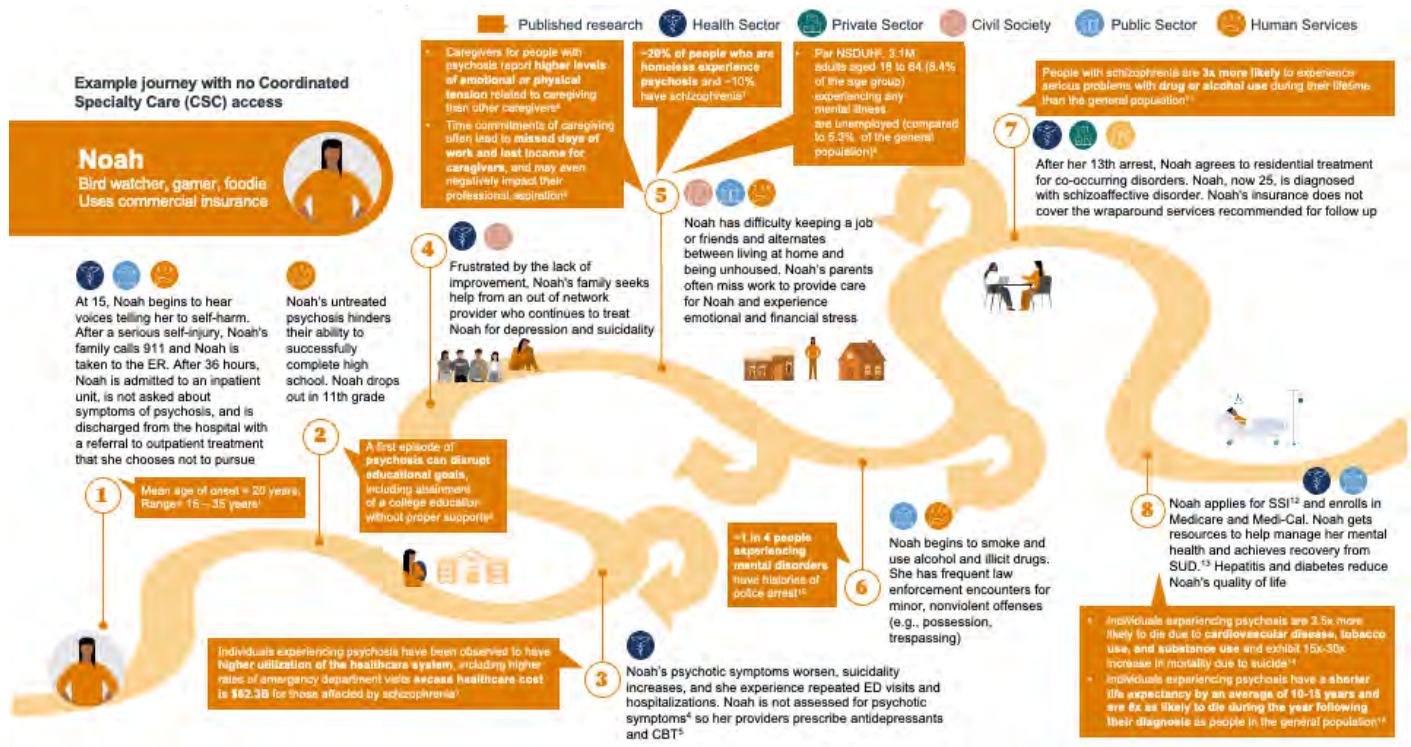 Published research
Health Sector
Private Sector
Civil Society
Public Sector
Human Services
Example journey with no Coordinated
Specialty Care (CSC) access
Noah
Bird watcher, gamer, foodie
Uses commercial insurance
At 15, Noah begins to hear
voices telling her to self-harm.
After a serious self-injury, Noah's
family calls 911 and Noah is
taken to the ER. After 36 hours,
Noah is admitted to an inpatient
unit, is not asked about
symptoms of psychosis, and is
discharged from the hospital with
a referral to outpatient treatment
that she chooses not to pursue
1
Mean age of onset = 20 years,
Range= 15 – 35 years¹
Noah's untreated
psychosis hinders
their ability to
successfully
complete high
school. Noah drops
out in 11th grade
2
A first episode of
psychosis can disrupt
educational goals,
including attainment
of a college education
without proper supports
Individuals experiencing psychosis have been observed to have
higher utilization of the healthcare system, including higher
rates of emergency department visits excess healthcare cost
is $62.3B for those affected by schizophrenia
3
Noah's psychotic symptoms worsen, suicidality
increases, and she experience repeated ED visits and
hospitalizations. Noah is not assessed for psychotic
symptoms⁴ so her providers prescribe antidepressants
and CBT⁵
4
Frustrated by the lack of
improvement, Noah's family seeks
help from an out of network
provider who continues to treat
Noah for depression and suicidality
• Caregivers for people with
psychosis report higher levels
of emotional or physical
tension related to caregiving
than other caregivers
• Time commitments of caregiving
often lead to missed days of
work and lost income for
caregivers, and may even
negatively impact their
professional aspiration
~20% of people who are
homeless experience
psychosis and ~10%
have schizophrenia
• Per NSDUH, 3.1M
adults aged 18 to 64 (8.4%
of the age group)
experiencing any
mental illness
are unemployed (compared
to 5.3% of the general
population)
5
Noah has difficulty keeping a job
or friends and alternates
between living at home and
being unhoused. Noah's parents
often miss work to provide care
for Noah and experience
emotional and financial stress
~1 in 4 people
experiencing
mental disorders
have histories of
police arrest¹⁰
6
Noah begins to smoke and
use alcohol and illicit drugs.
She has frequent law
enforcement encounters for
minor, nonviolent offenses
(e.g., possession,
trespassing)
People with schizophrenia are 3x more likely to experience
serious problems with drug or alcohol use during their lifetime
than the general population¹¹
7
After her 13th arrest, Noah agrees to residential treatment
for co-occurring disorders. Noah, now 25, is diagnosed
with schizoaffective disorder. Noah's insurance does not
cover the wraparound services recommended for follow up
8
Noah applies for SSI¹² and enrolls in
Medicare and Medi-Cal. Noah gets
resources to help manage her mental
health and achieves recovery from
SUD.¹³ Hepatitis and diabetes reduce
Noah's quality of life
• Individuals experiencing psychosis are 3.5x more
likely to die due to cardiovascular disease, tobacco
use, and substance use and exhibit 15x-30x
increase in mortality due to suicide¹⁴
• Individuals experiencing psychosis have a shorter
life expectancy by an average of 10-15 years and
are 8x as likely to die during the year following
their diagnosis as people in the general population